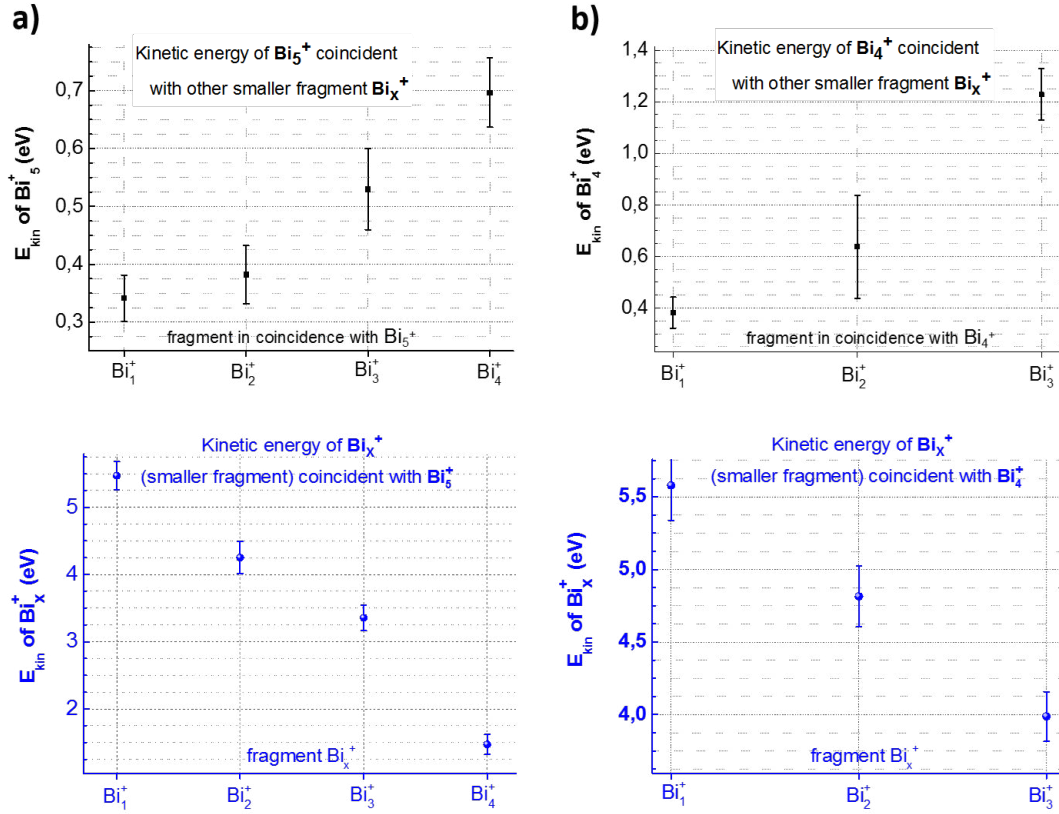 a)
Kinetic energy of Bi₅⁺ coincident
with other smaller fragment Biₓ⁺
0,7
0,6
0,5
0,4
0,3
E_kin of Bi₅⁺ (eV)
fragment in coincidence with Bi₅⁺
Bi₁⁺ Bi₂⁺ Bi₃⁺ Bi₄⁺
b)
Kinetic energy of Bi₄⁺ coincident
with other smaller fragment Biₓ⁺
1,4
1,2
1,0
0,8
0,6
0,4
E_kin of Bi₄⁺ (eV)
fragment in coincidence with Bi₄⁺
Bi₁⁺ Bi₂⁺ Bi₃⁺
Kinetic energy of Biₓ⁺
(smaller fragment) coincident with Bi₅⁺
5
4
3
2
E_kin of Biₓ⁺ (eV)
fragment Biₓ⁺
Bi₁⁺ Bi₂⁺ Bi₃⁺ Bi₄⁺
Kinetic energy of Biₓ⁺
(smaller fragment) coincident with Bi₄⁺
5,5
5,0
4,5
4,0
E_kin of Biₓ⁺ (eV)
fragment Biₓ⁺
Bi₁⁺ Bi₂⁺ Bi₃⁺